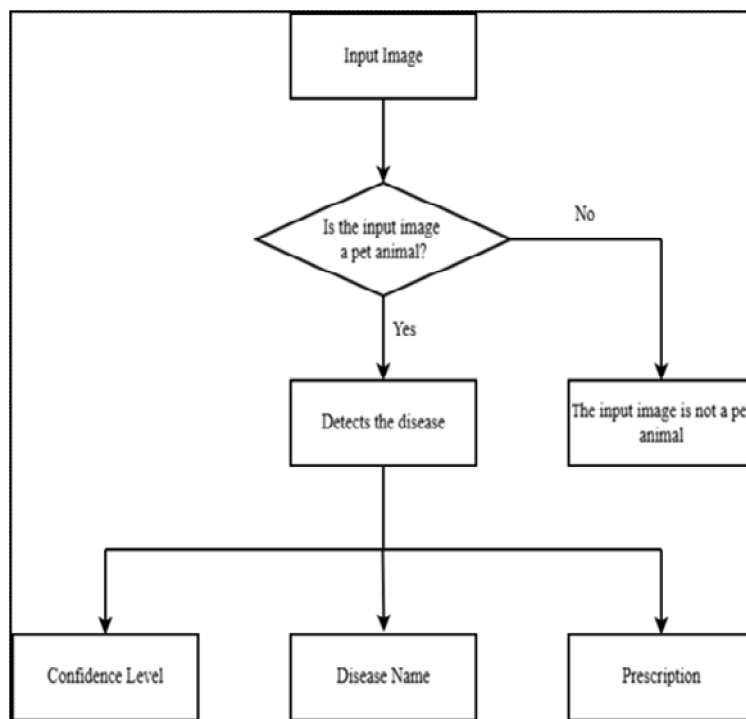 Input Image
Is the input image
a pet animal?
No
Yes
Detects the disease
The input image is not a pe
animal
Confidence Level
Disease Name
Prescription